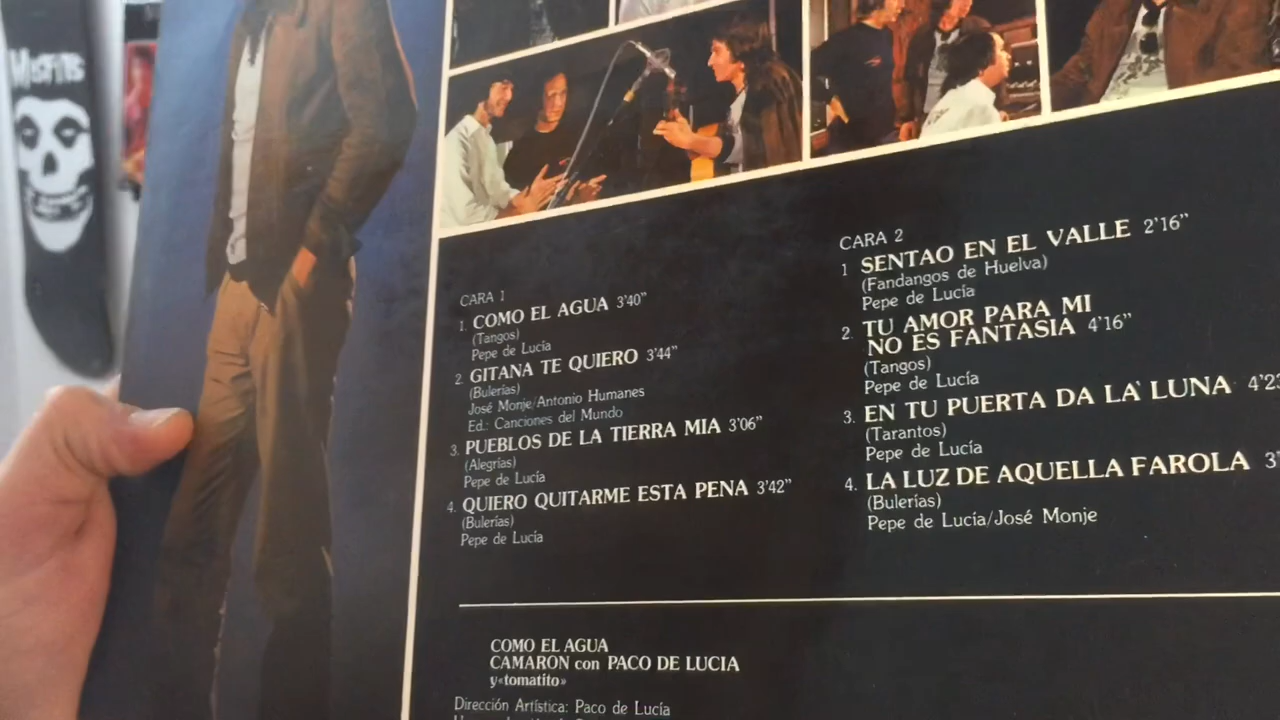 MISFITS
CARA 1
1. COMO EL AGUA 3'40"
(Tangos)
Pepe de Lucía
2. GITANA TE QUIERO 3'44"
(Bulerías)
José Monje/Antonio Humanes
Ed.: Canciones del Mundo
3. PUEBLOS DE LA TIERRA MIA 3'06"
(Alegrías)
Pepe de Lucía
4. QUIERO QUITARME ESTA PENA 3'42"
(Bulerías)
Pepe de Lucía
CARA 2
1 SENTAO EN EL VALLE 2'16"
(Fandangos de Huelva)
Pepe de Lucía
2. TU AMOR PARA MI
NO ES FANTASIA 4'16"
(Tangos)
Pepe de Lucía
3. EN TU PUERTA DA LA LUNA 4'23
(Tarantos)
Pepe de Lucía
4. LA LUZ DE AQUELLA FAROLA 3'
(Bulerías)
Pepe de Lucía/José Monje
COMO EL AGUA
CAMARON con PACO DE LUCIA
y «tomatito»
Dirección Artística: Paco de Lucía